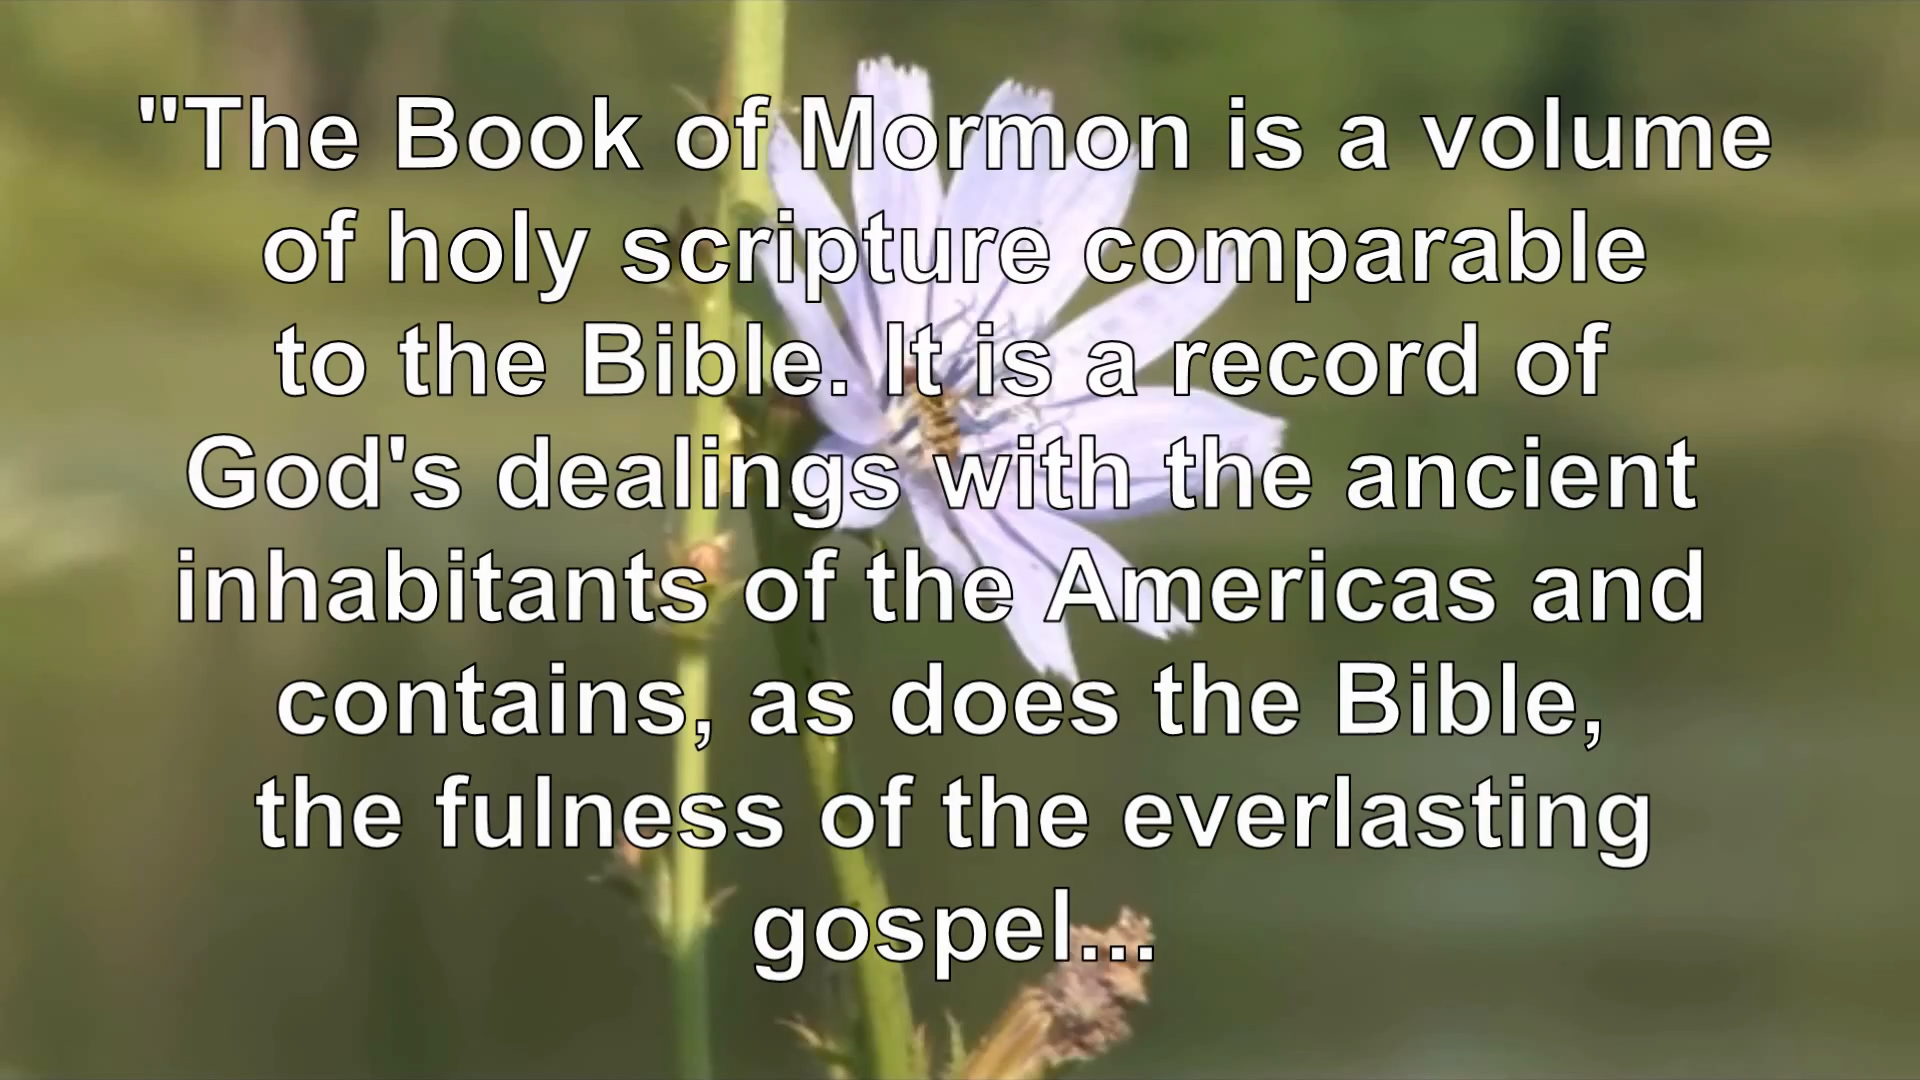 "The Book of Mormon is a volume
of holy scripture comparable
to the Bible. It is a record of
God's dealings with the ancient
inhabitants of the Americas and
contains, as does the Bible,
the fulness of the everlasting
gospel...